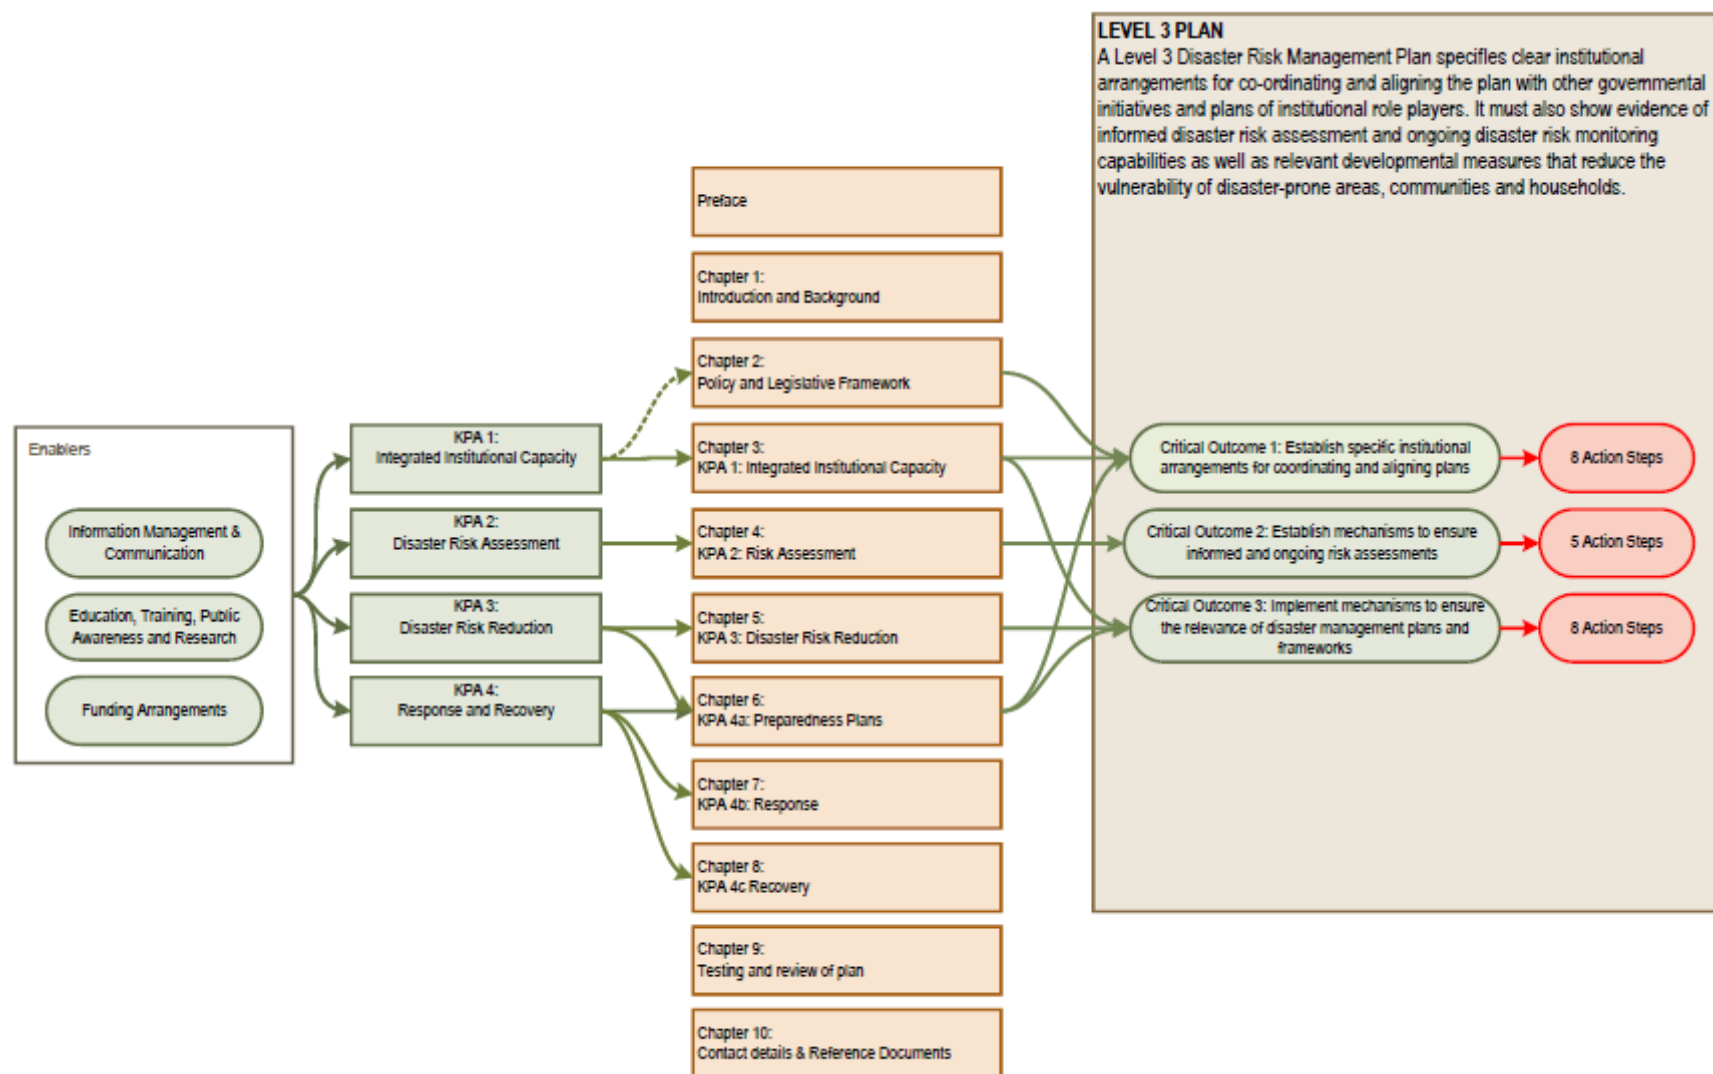 LEVEL 3 PLAN
A Level 3 Disaster Risk Management Plan specifies clear institutional
arrangements for co-ordinating and aligning the plan with other governmental
initiatives and plans of institutional role players. It must also show evidence of
informed disaster risk assessment and ongoing disaster risk monitoring
capabilities as well as relevant developmental measures that reduce the
vulnerability of disaster-prone areas, communities and households.
Enablers
Information Management &
Communication
Education, Training, Public
Awareness and Research
Funding Arrangements
KPA 1:
Integrated Institutional Capacity
KPA 2:
Disaster Risk Assessment
KPA 3:
Disaster Risk Reduction
KPA 4:
Response and Recovery
Preface
Chapter 1:
Introduction and Background
Chapter 2:
Policy and Legislative Framework
Chapter 3:
KPA 1: Integrated Institutional Capacity
Chapter 4:
KPA 2: Risk Assessment
Chapter 5:
KPA 3: Disaster Risk Reduction
Chapter 6:
KPA 4a: Preparedness Plans
Chapter 7:
KPA 4b: Response
Chapter 8:
KPA 4c Recovery
Chapter 9:
Testing and review of plan
Chapter 10:
Contact details & Reference Documents
Critical Outcome 1: Establish specific institutional
arrangements for coordinating and aligning plans
8 Action Steps
Critical Outcome 2: Establish mechanisms to ensure
informed and ongoing risk assessments
5 Action Steps
Critical Outcome 3: Implement mechanisms to ensure
the relevance of disaster management plans and
frameworks
8 Action Steps